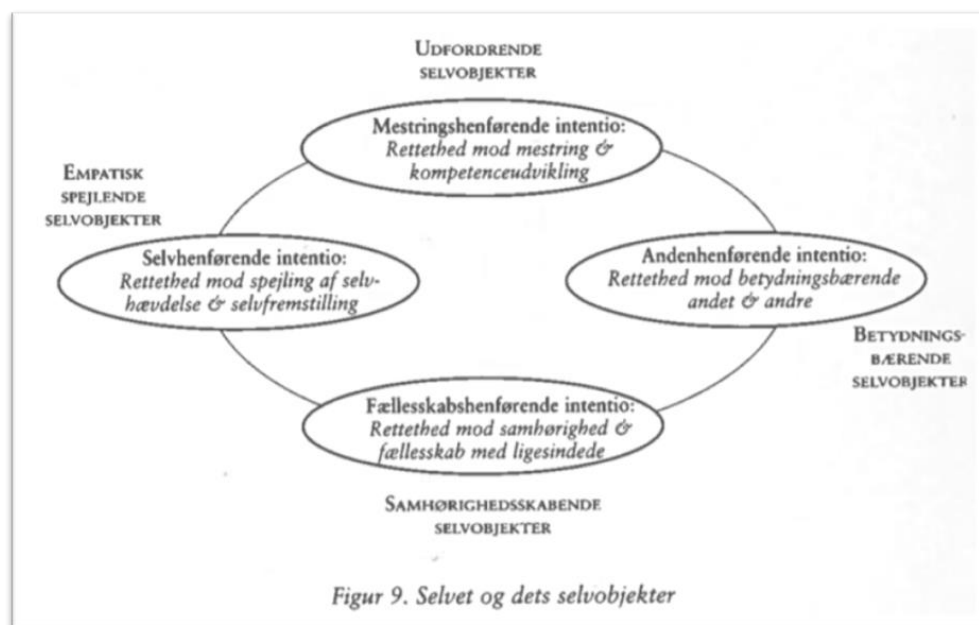 UDFORDRENDE
SELVOBJEKTER
Mestringshenførende intentio:
Rettethed mod mestring &
kompetenceudvikling
EMPATISK
SPEJLENDE
SELVOBJEKTER
Selvhenførende intentio:
Rettethed mod spejling af selv-
hævdelse & selvfremstilling
Andenhenførende intentio:
Rettethed mod betydningsbærende
andet & andre
BETYDNINGS-
BÆRENDE
SELVOBJEKTER
Fællesskabshenførende intentio:
Rettethed mod samhørighed &
fællesskab med ligesindede
SAMHØRIGHEDSSKABENDE
SELVOBJEKTER
Figur 9. Selvet og dets selvobjekter